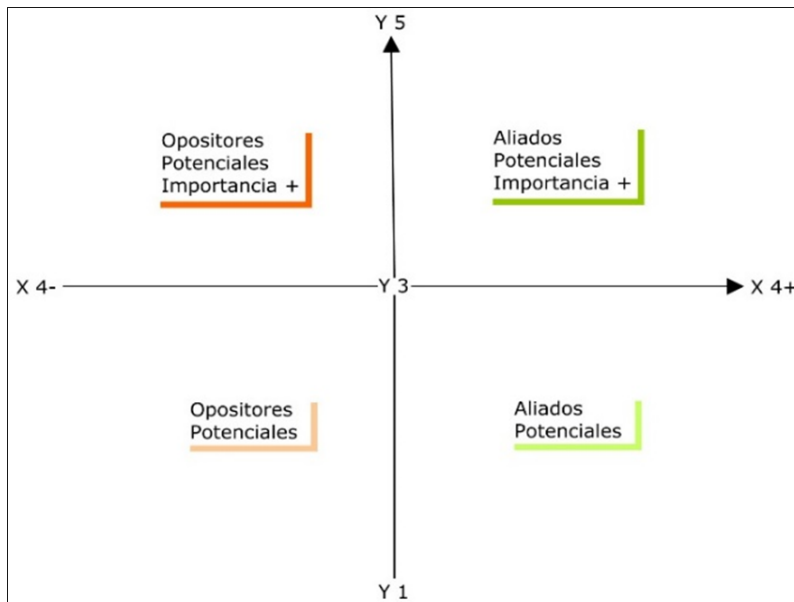 Y 5
Opositores
Potenciales
Importancia +
Aliados
Potenciales
Importancia +
X 4-
Y 3
X 4+
Opositores
Potenciales
Aliados
Potenciales
Y 1